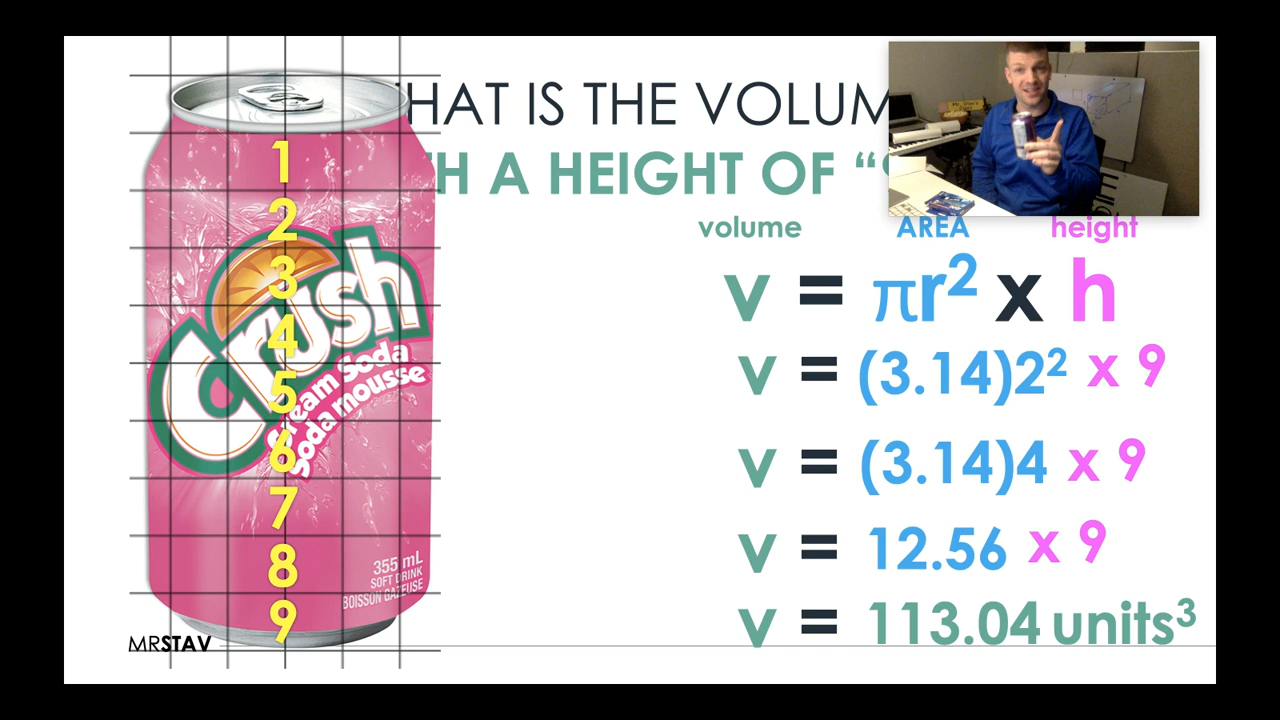 HAT IS THE VOLUM
H A HEIGHT OF “
volume AREA height
v = πr² x h
v = (3.14)2² x 9
v = (3.14)4 x 9
v = 12.56 x 9
v = 113.04 units³
1
2
3
4
5
6
7
8
9
Crush
Cream Soda
Soda mousse
355 mL
SOFT DRINK
BOISSON GAZEUSE
MRSTAV